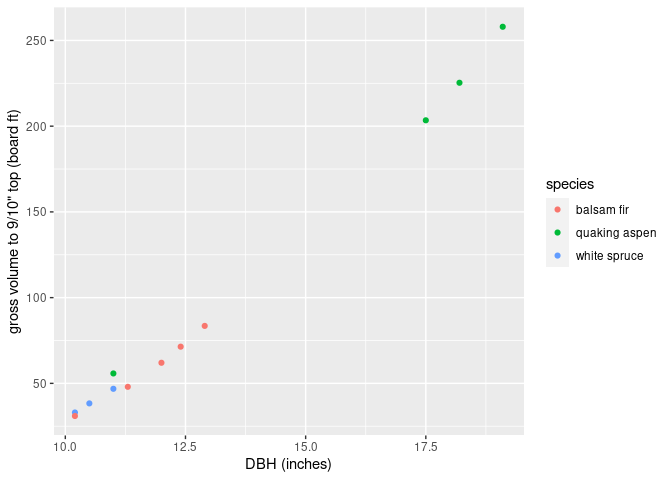 250
200
150
100
50
gross volume to 9/10" top (board ft)
10.0
12.5
15.0
17.5
DBH (inches)
species
balsam fir
quaking aspen
white spruce